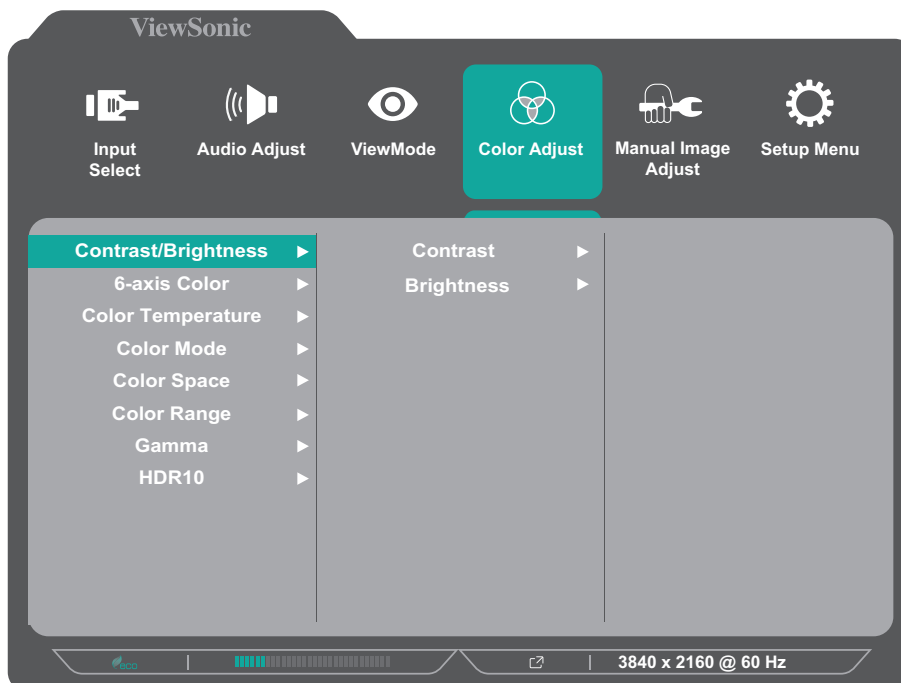 ViewSonic
Input
Select
Audio Adjust
ViewMode
Color Adjust
Manual Image
Adjust
Setup Menu
Contrast/Brightness
6-axis Color
Color Temperature
Color Mode
Color Space
Color Range
Gamma
HDR10
Contrast
Brightness
eco
3840 x 2160 @ 60 Hz